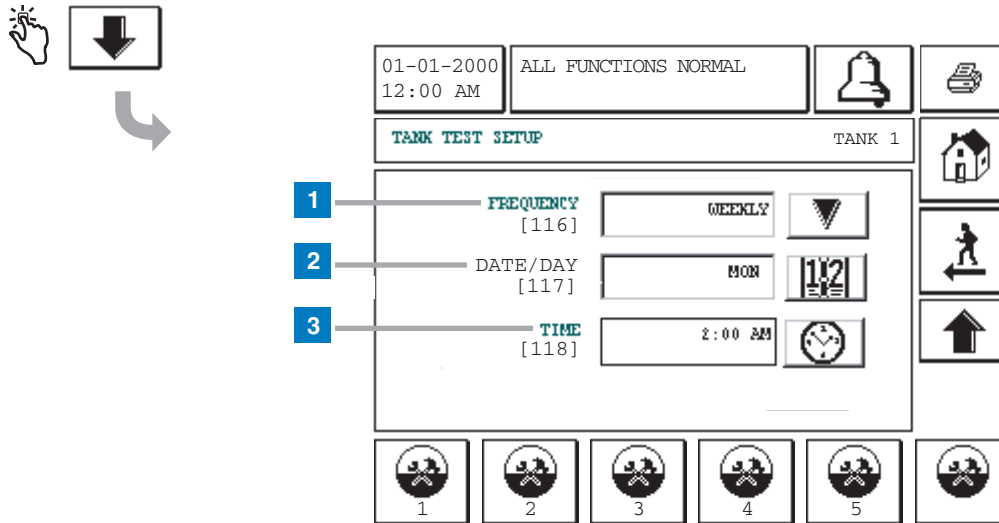 01-01-2000 ALL FUNCTIONS NORMAL
12:00 AM
TANK TEST SETUP TANK 1
1 FREQUENCY WEEKLY
[116]
2 DATE/DAY MON 12
[117]
3 TIME 2:00 AM
[118]
1 2 3 4 5